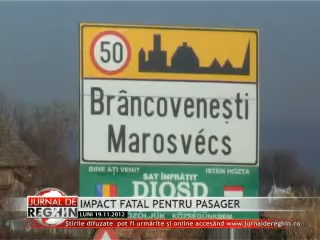 50
Brâncovenești
Marosvécs
BINE AȚI VENIT ISTEN HOZTA
SAT ÎNFRĂȚIT
DIOSD
KÖZSÉGÜNKBEN
JURNAL DE REGHIN
IMPACT FATAL PENTRU PASAGER
LUNI 19.11.2012
Știrile difuzate pot fi urmărite și online accesând www.jurnaldereghin.ro